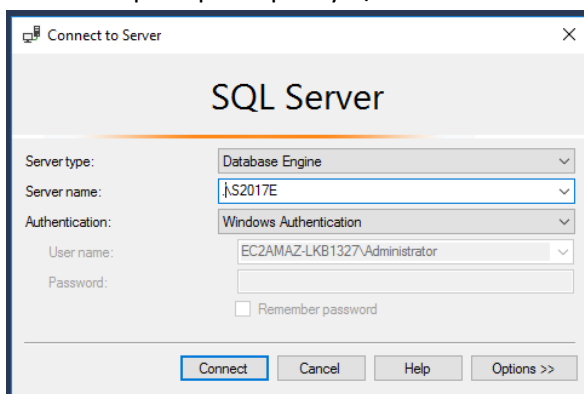 Connect to Server
SQL Server
Server type: Database Engine
Server name: .\S2017E
Authentication: Windows Authentication
User name: EC2AMAZ-LKB1327\Administrator
Password:
Remember password
Connect Cancel Help Options >>